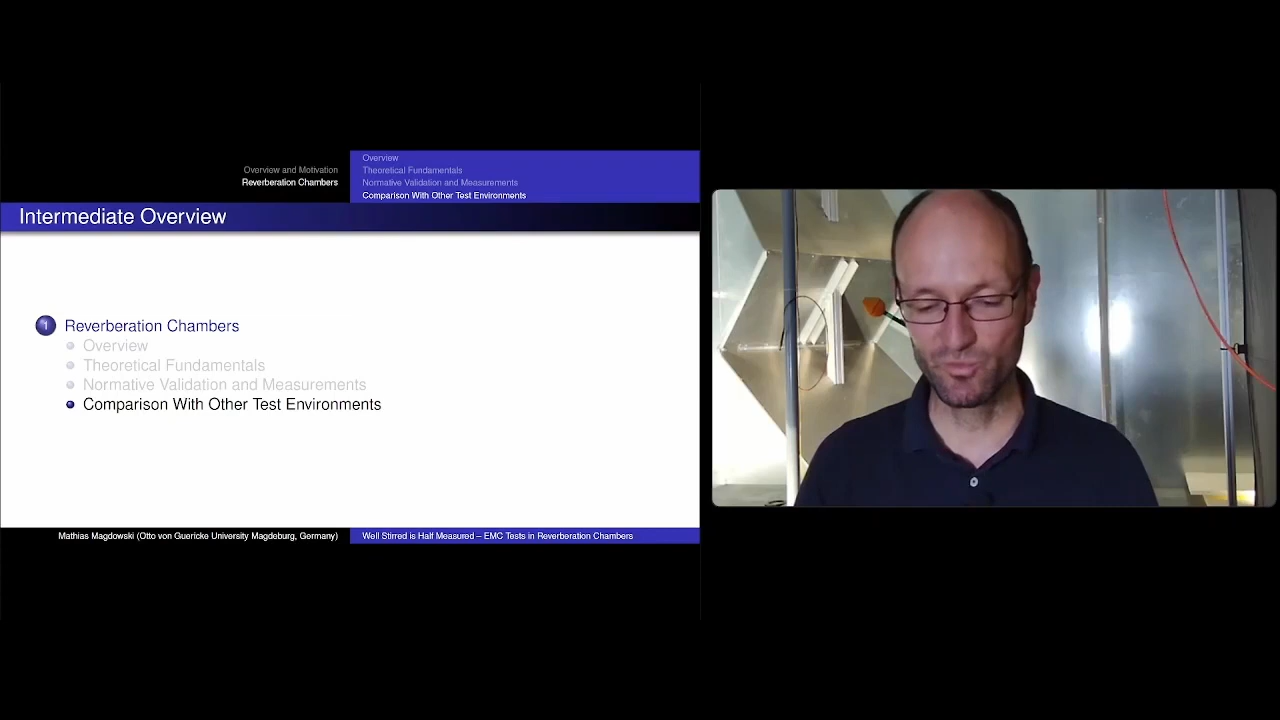 Overview and Motivation
Reverberation Chambers
Overview
Theoretical Fundamentals
Normative Validation and Measurements
Comparison With Other Test Environments
Intermediate Overview
1 Reverberation Chambers
Overview
Theoretical Fundamentals
Normative Validation and Measurements
Comparison With Other Test Environments
Mathias Magdowski (Otto von Guericke University Magdeburg, Germany)
Well Stirred is Half Measured – EMC Tests in Reverberation Chambers